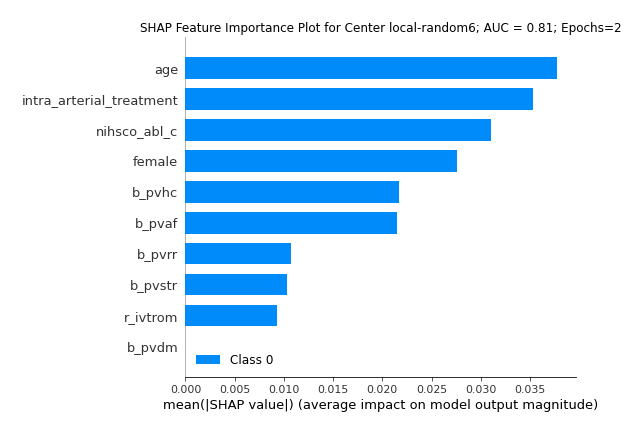 SHAP Feature Importance Plot for Center local-random6; AUC = 0.81; Epochs=2
age
intra_arterial_treatment
nihsco_abl_c
female
b_pvhc
b_pvaf
b_pvrr
b_pvstr
r_ivtrom
b_pvdm
Class 0
0.000 0.005 0.010 0.015 0.020 0.025 0.030 0.035
mean(|SHAP value|) (average impact on model output magnitude)